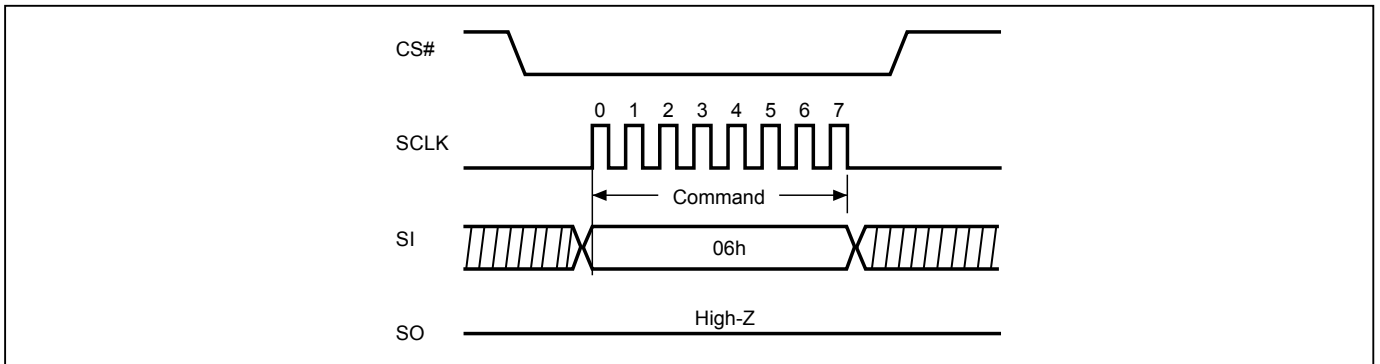 CS#
0 1 2 3 4 5 6 7
SCLK
Command
SI
06h
High-Z
SO